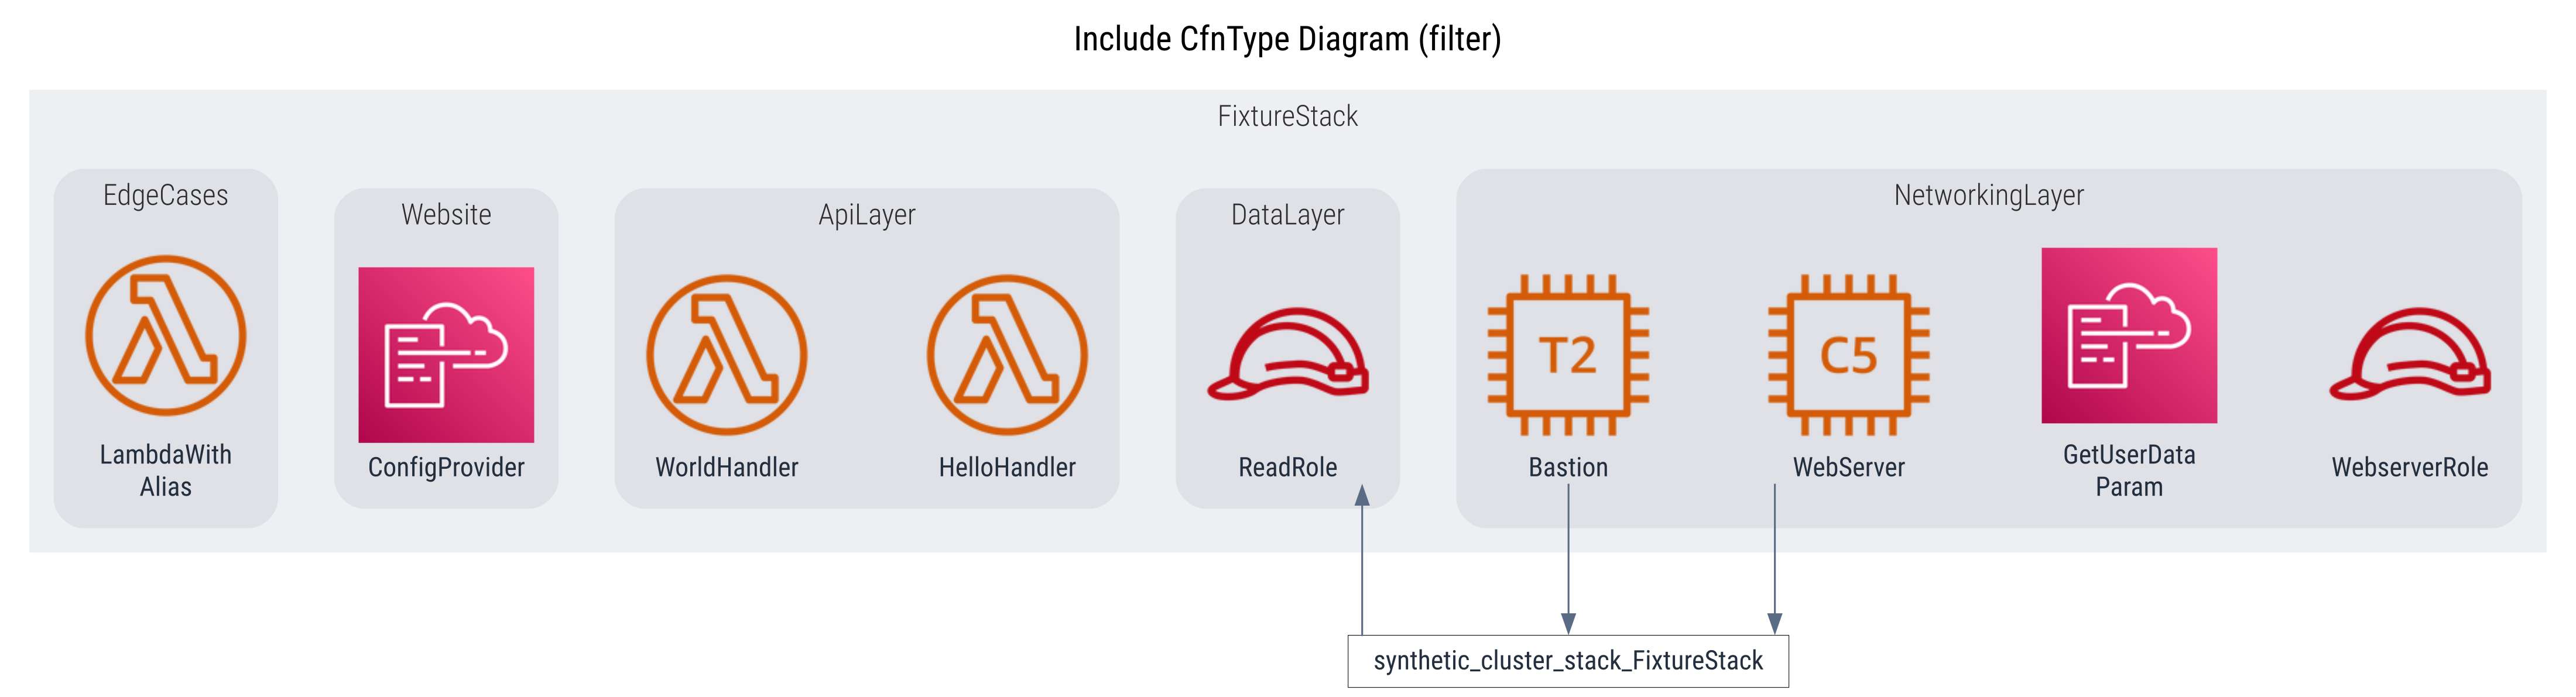 Include CfnType Diagram (filter)
FixtureStack
EdgeCases
LambdaWith
Alias
Website
ConfigProvider
ApiLayer
WorldHandler
HelloHandler
DataLayer
ReadRole
NetworkingLayer
T2
Bastion
C5
WebServer
GetUserData
Param
WebserverRole
synthetic_cluster_stack_FixtureStack